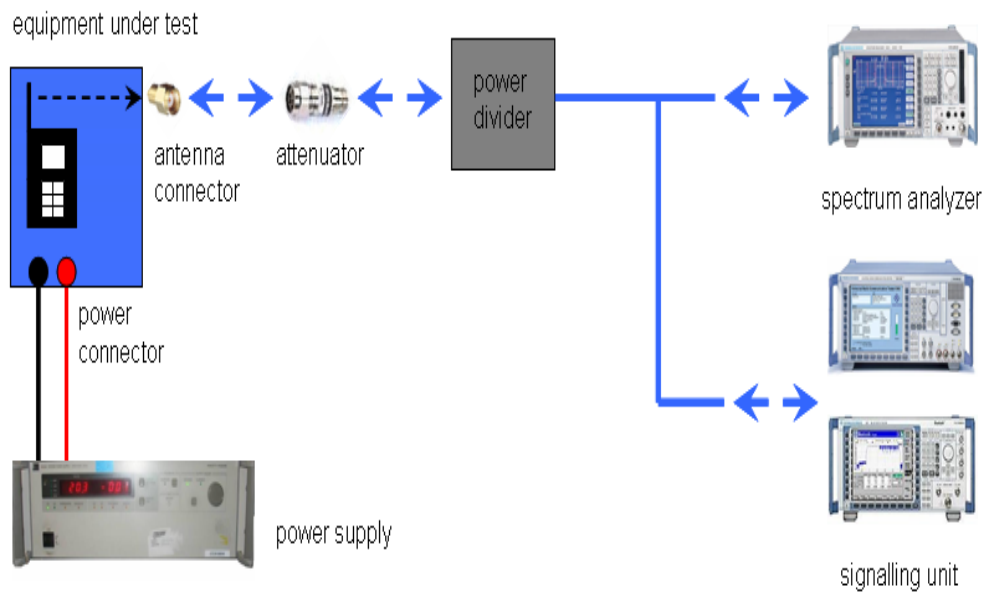 equipment under test
power
divider
antenna
connector
attenuator
spectrum analyzer
power
connector
power supply
signalling unit